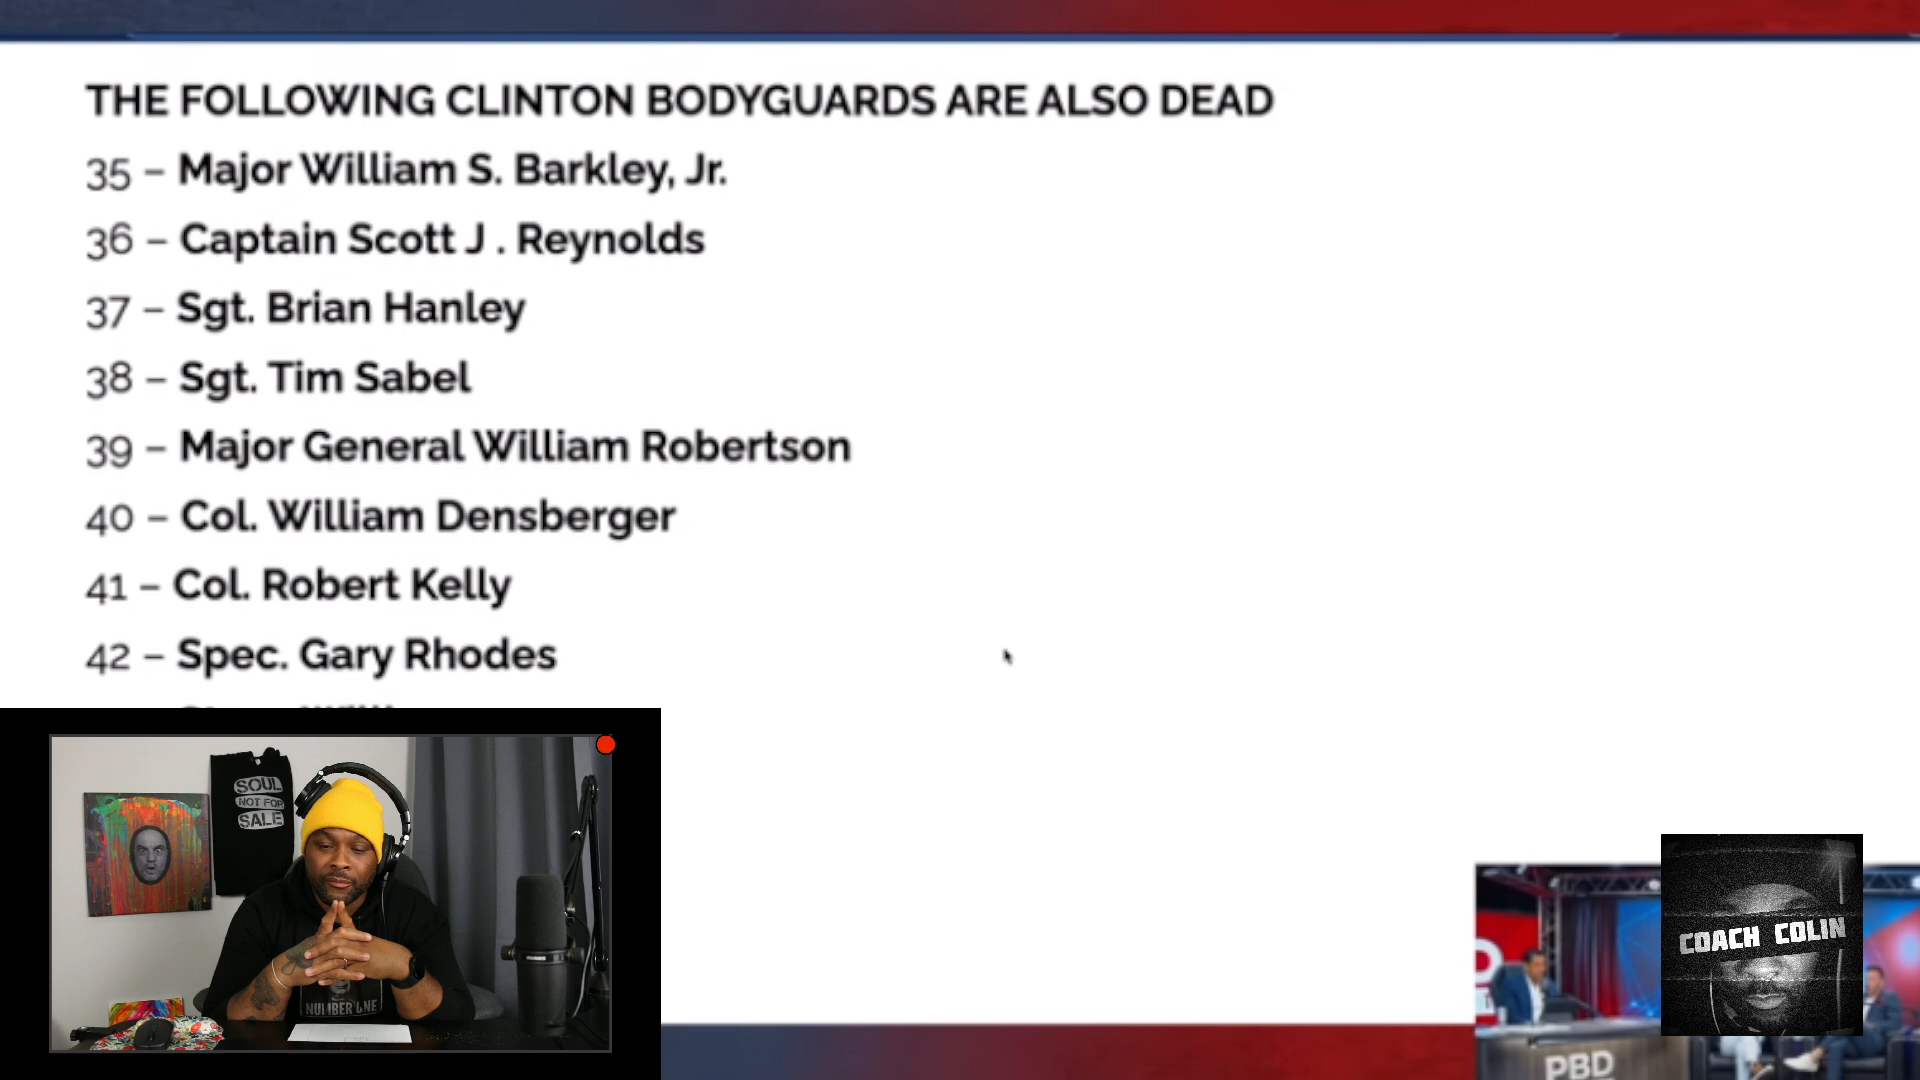 THE FOLLOWING CLINTON BODYGUARDS ARE ALSO DEAD
35 – Major William S. Barkley, Jr.
36 – Captain Scott J . Reynolds
37 – Sgt. Brian Hanley
38 – Sgt. Tim Sabel
39 – Major General William Robertson
40 – Col. William Densberger
41 – Col. Robert Kelly
42 – Spec. Gary Rhodes
SOUL
NOT FOR
SALE
NUMBER ONE
COACH COLIN
PBD